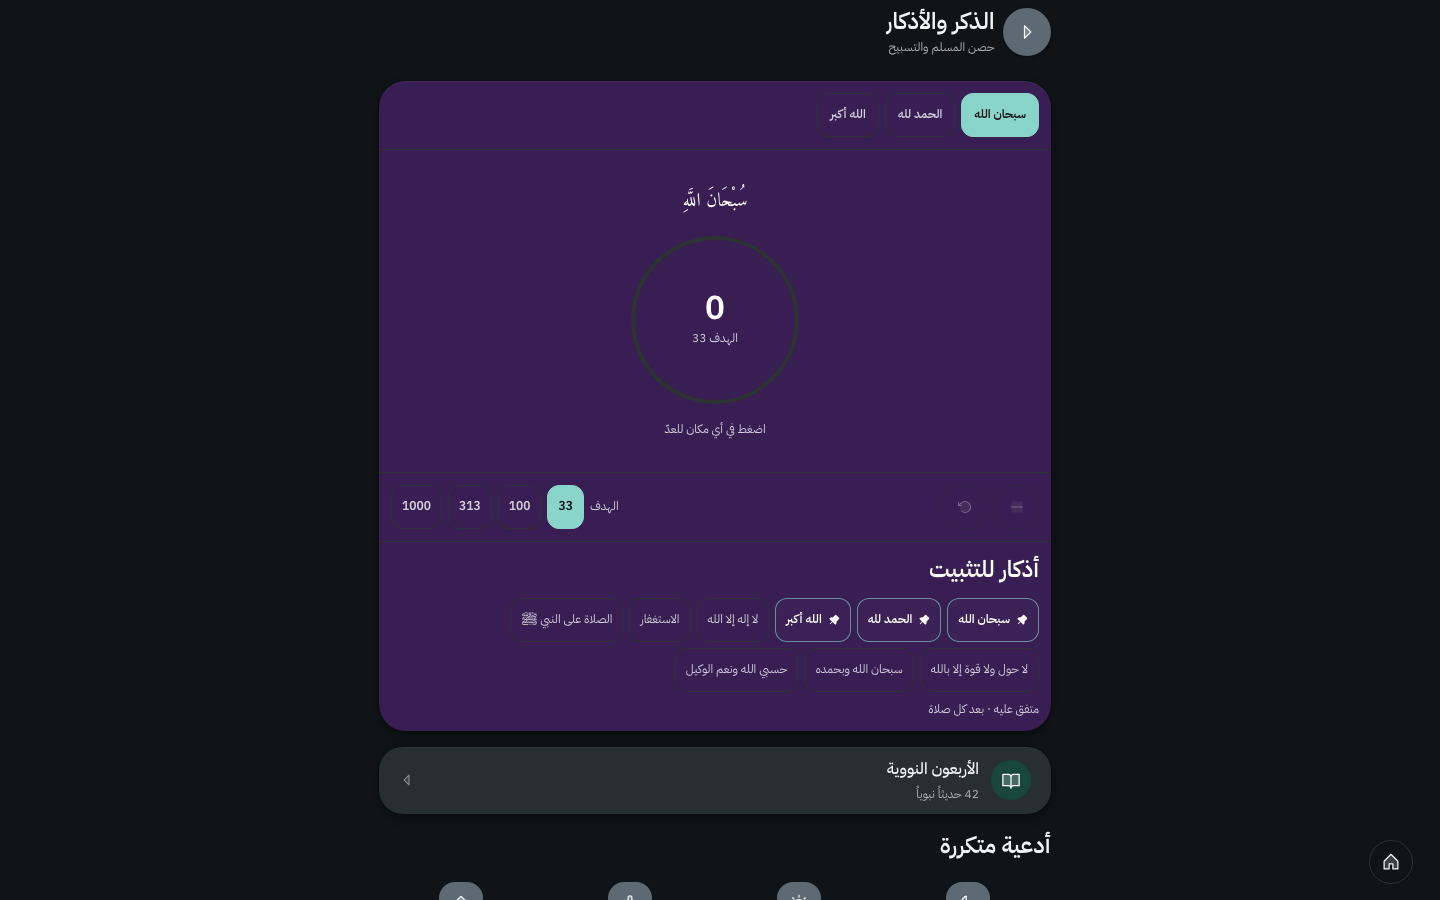 الذكر والأذكار
حصن المسلم والتسبيح
سبحان الله
الحمد لله
الله أكبر
سُبْحَانَ اللَّهِ
0
الهدف 33
اضغط في أي مكان للعدّ
الهدف
33
100
313
1000
أذكار للتثبيت
سبحان الله
الحمد لله
الله أكبر
لا إله إلا الله
الاستغفار
الصلاة على النبي ﷺ
لا حول ولا قوة إلا بالله
سبحان الله وبحمده
حسبي الله ونعم الوكيل
متفق عليه · بعد كل صلاة
الأربعون النووية
42 حديثاً نبوياً
أدعية متكررة